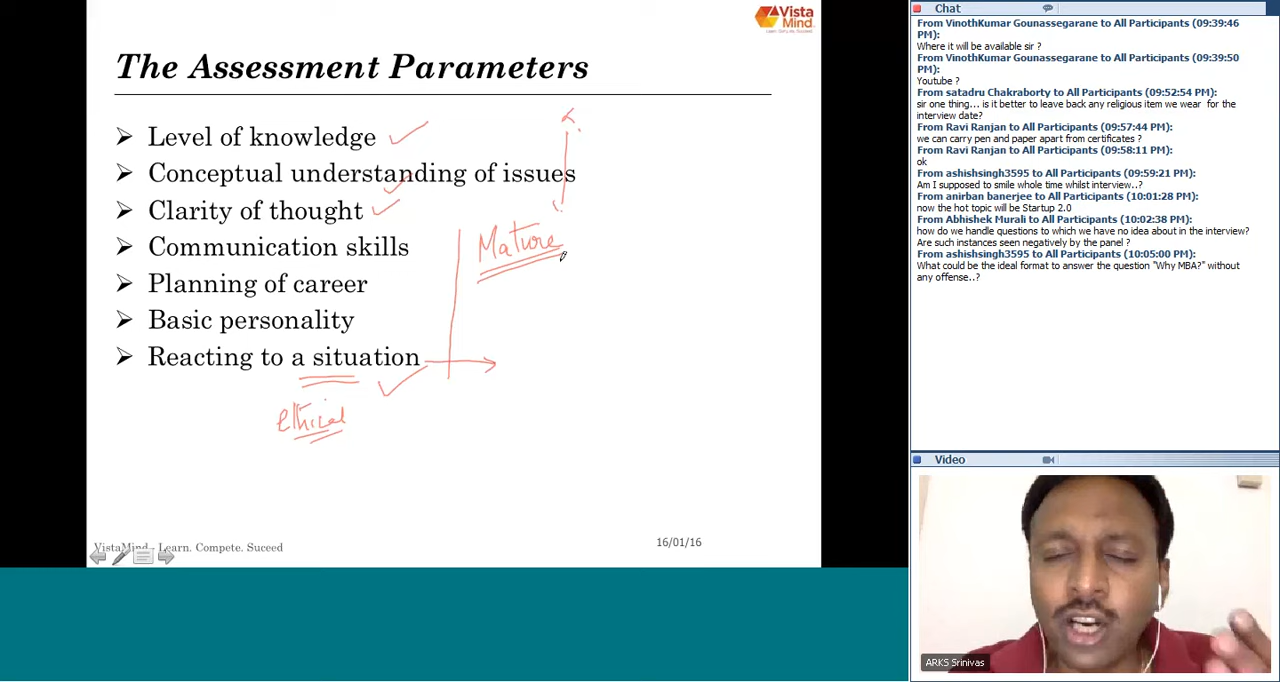 Vista
Mind
The Assessment Parameters
Level of knowledge
Conceptual understanding of issues
Clarity of thought
Communication skills
Planning of career
Basic personality
Reacting to a situation
Mature
ethical
VistaMind - Learn. Compete. Suceed
16/01/16
Chat
From VinothKumar Gounassegarane to All Participants (09:39:46
PM):
Where it will be available sir ?
From VinothKumar Gounassegarane to All Participants (09:39:50
PM):
Youtube ?
From satadru Chakraborty to All Participants (09:52:54 PM):
sir one thing... is it better to leave back any religious item we wear for the
interview date?
From Ravi Ranjan to All Participants (09:57:44 PM):
we can carry pen and paper apart from certificates ?
From Ravi Ranjan to All Participants (09:58:11 PM):
ok
From ashishsingh3595 to All Participants (09:59:21 PM):
Am I supposed to smile whole time whilst interview..?
From anirban banerjee to All Participants (10:01:28 PM):
now the hot topic will be Startup 2.0
From Abhishek Murali to All Participants (10:02:38 PM):
how do we handle questions to which we have no idea about in the interview?
Are such instances seen negatively by the panel ?
From ashishsingh3595 to All Participants (10:05:00 PM):
What could be the ideal format to answer the question "Why MBA?" without
any offense..?
Video
ARKS Srinivas